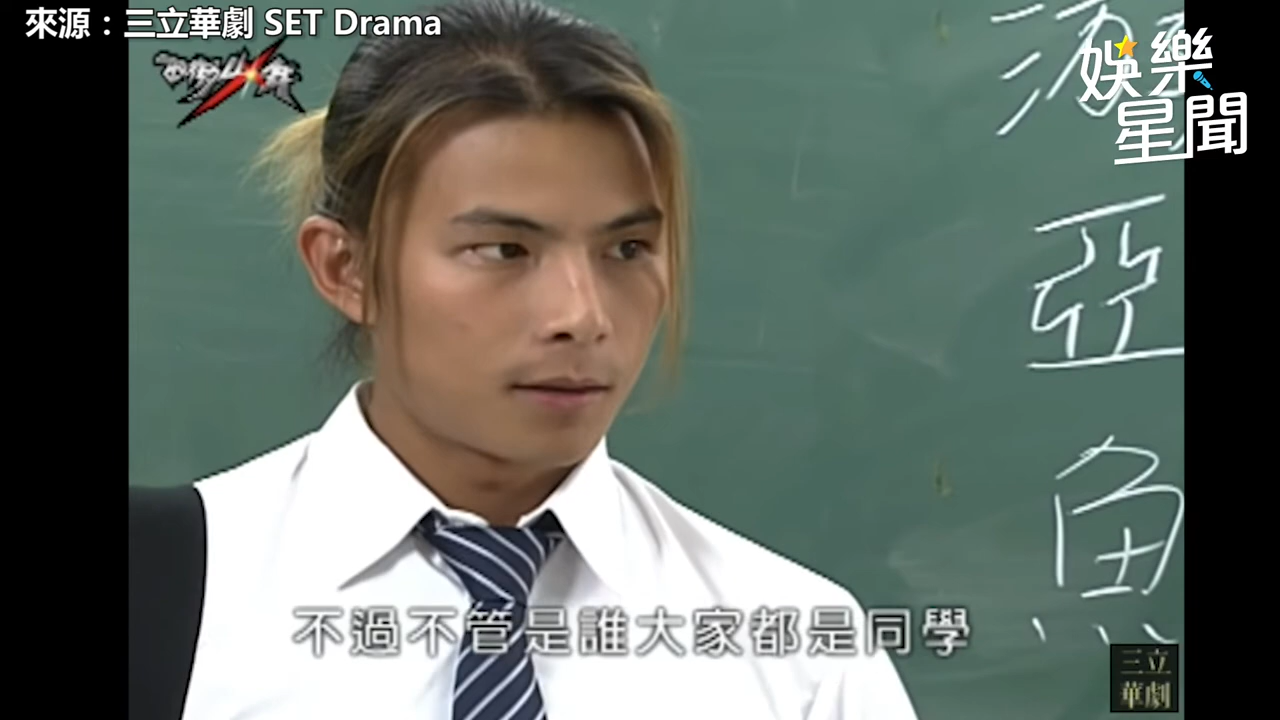 來源：三立華劇 SET Drama
娛樂
星聞
亞
魚
不過不管是誰大家都是同學
三立
華劇